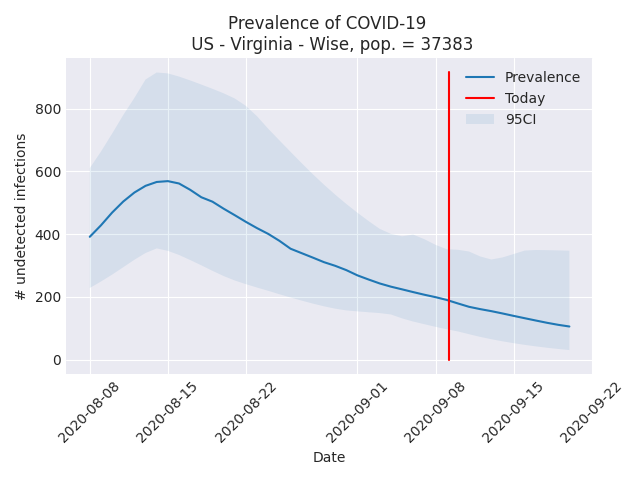 Prevalence of COVID-19
US - Virginia - Wise, pop. = 37383
Prevalence
Today
95CI
800
600
400
200
0
# undetected infections
2020-08-08
2020-08-15
2020-08-22
2020-09-01
2020-09-08
2020-09-15
2020-09-22
Date